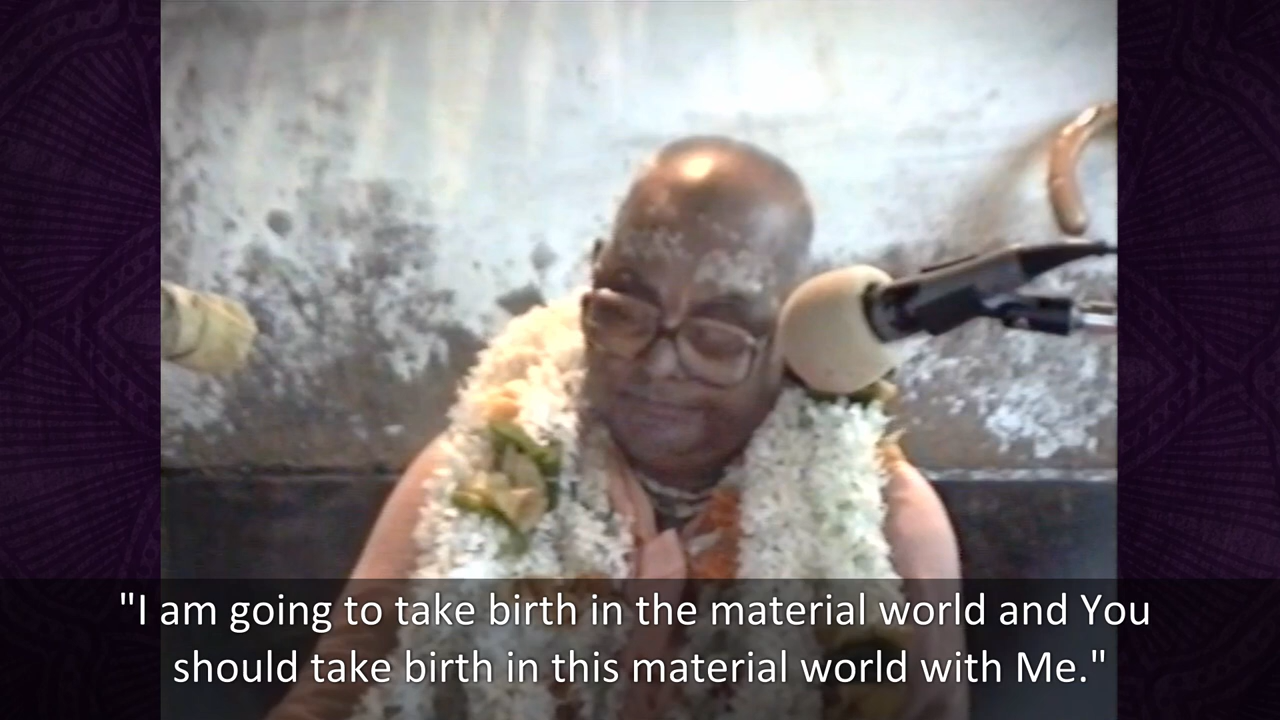 "I am going to take birth in the material world and You
should take birth in this material world with Me."